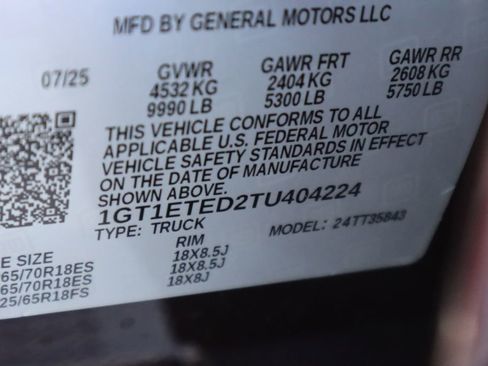 MFD BY GENERAL MOTORS LLC
07/25 GVWR GAWR FRT GAWR RR
4532 KG 2404 KG 2608 KG
9990 LB 5300 LB 5750 LB
THIS VEHICLE CONFORMS TO ALL
APPLICABLE U.S. FEDERAL MOTOR
VEHICLE SAFETY STANDARDS IN EFFECT
ON THE DATE OF MANUFACTURE
SHOWN ABOVE.
1GT1ETED2TU404224
TYPE: TRUCK MODEL: 24TT35843
E SIZE RIM
65/70R18ES 18X8.5J
65/70R18ES 18X8.5J
25/65R18FS 18X8J